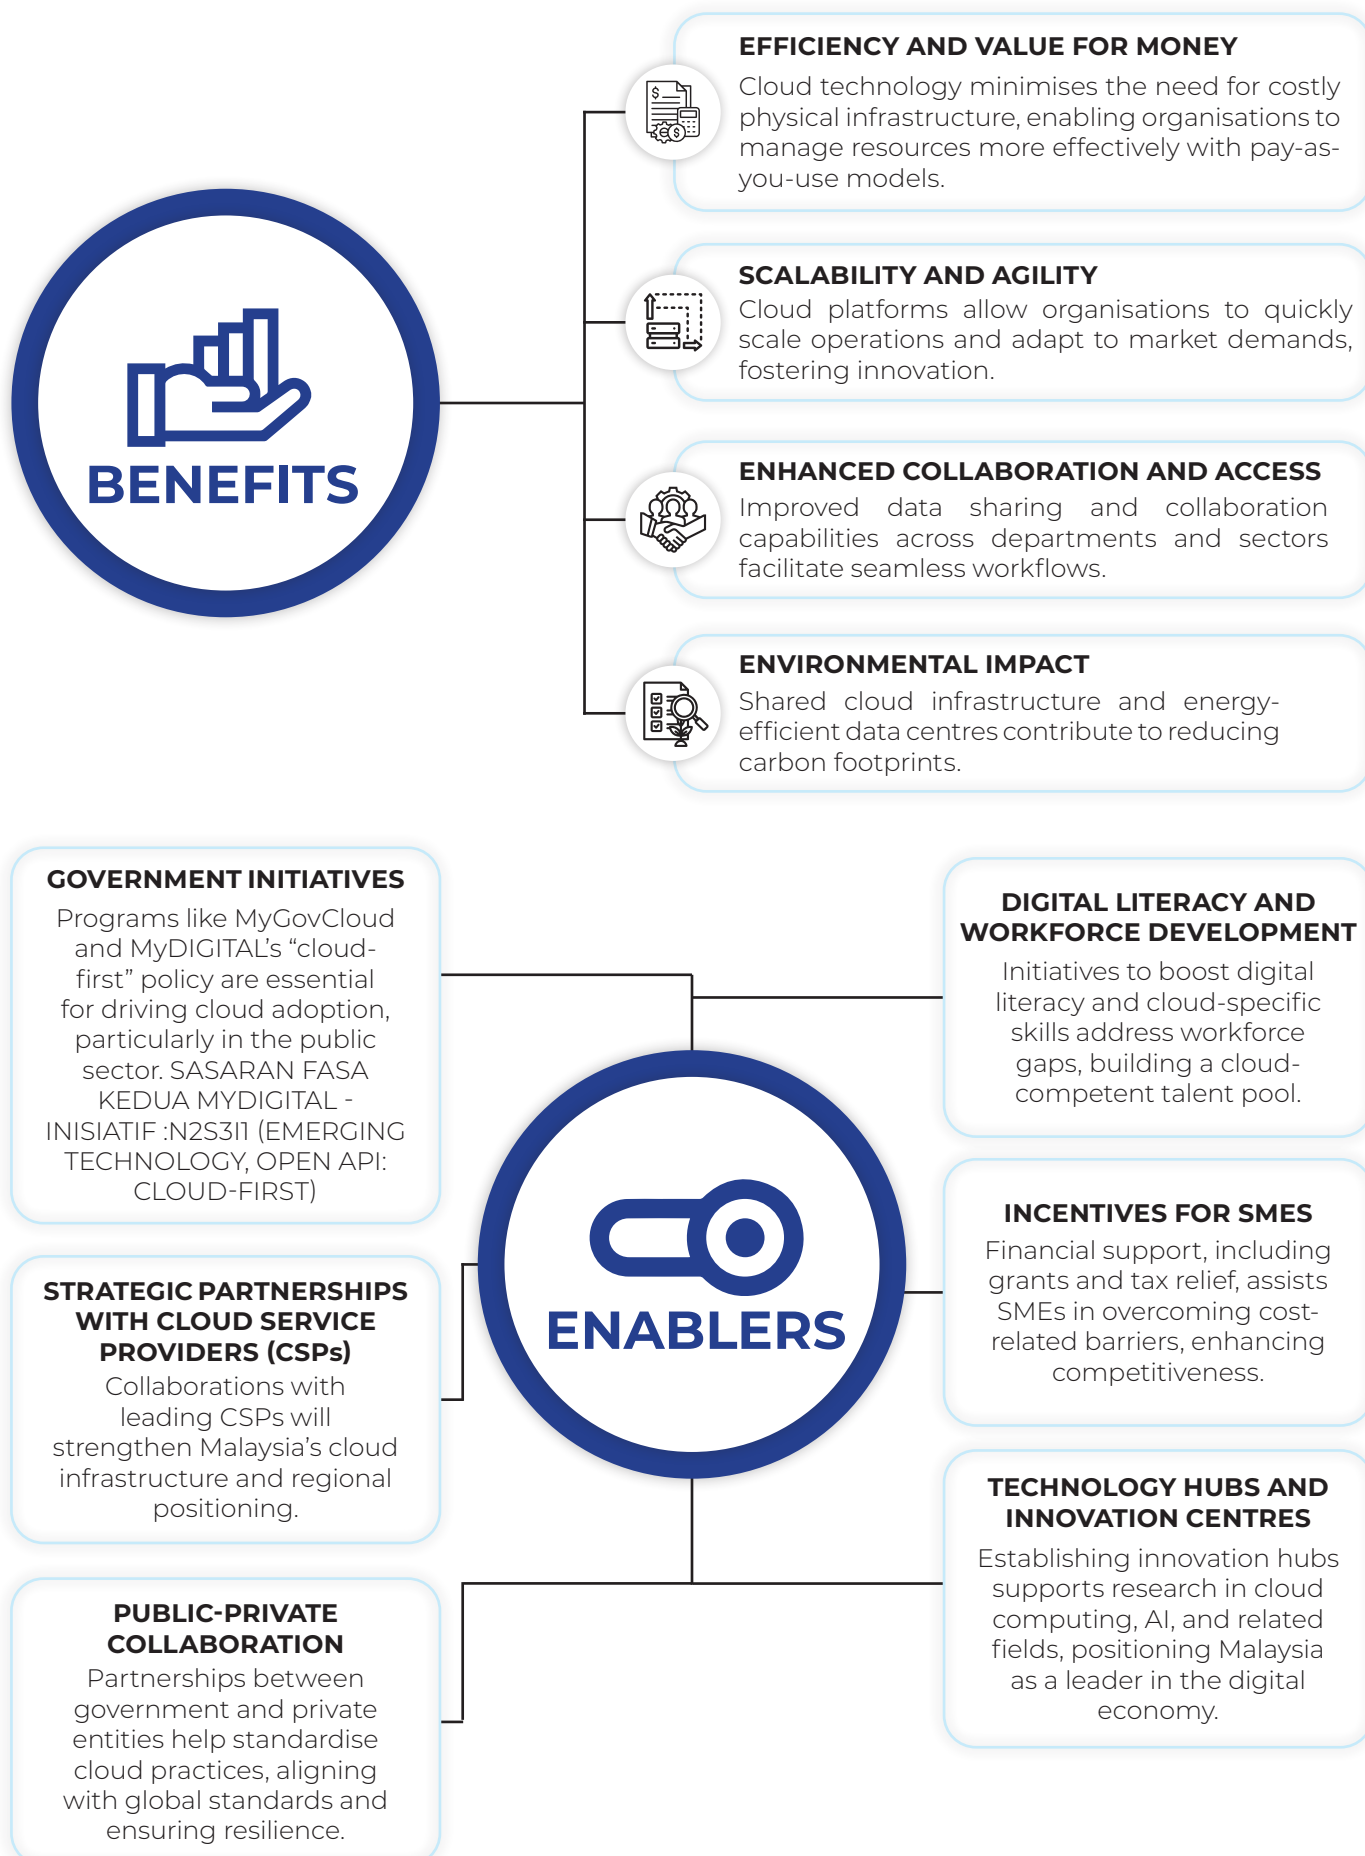 BENEFITS
EFFICIENCY AND VALUE FOR MONEY
Cloud technology minimises the need for costly
physical infrastructure, enabling organisations to
manage resources more effectively with pay-as-
you-use models.
SCALABILITY AND AGILITY
Cloud platforms allow organisations to quickly
scale operations and adapt to market demands,
fostering innovation.
ENHANCED COLLABORATION AND ACCESS
Improved data sharing and collaboration
capabilities across departments and sectors
facilitate seamless workflows.
ENVIRONMENTAL IMPACT
Shared cloud infrastructure and energy-
efficient data centres contribute to reducing
carbon footprints.
ENABLERS
GOVERNMENT INITIATIVES
Programs like MyGovCloud
and MyDIGITAL’s “cloud-
first” policy are essential
for driving cloud adoption,
particularly in the public
sector. SASARAN FASA
KEDUA MYDIGITAL -
INISIATIF :N2S3I1 (EMERGING
TECHNOLOGY, OPEN API:
CLOUD-FIRST)
STRATEGIC PARTNERSHIPS
WITH CLOUD SERVICE
PROVIDERS (CSPs)
Collaborations with
leading CSPs will
strengthen Malaysia’s cloud
infrastructure and regional
positioning.
PUBLIC-PRIVATE
COLLABORATION
Partnerships between
government and private
entities help standardise
cloud practices, aligning
with global standards and
ensuring resilience.
DIGITAL LITERACY AND
WORKFORCE DEVELOPMENT
Initiatives to boost digital
literacy and cloud-specific
skills address workforce
gaps, building a cloud-
competent talent pool.
INCENTIVES FOR SMES
Financial support, including
grants and tax relief, assists
SMEs in overcoming cost-
related barriers, enhancing
competitiveness.
TECHNOLOGY HUBS AND
INNOVATION CENTRES
Establishing innovation hubs
supports research in cloud
computing, AI, and related
fields, positioning Malaysia
as a leader in the digital
economy.